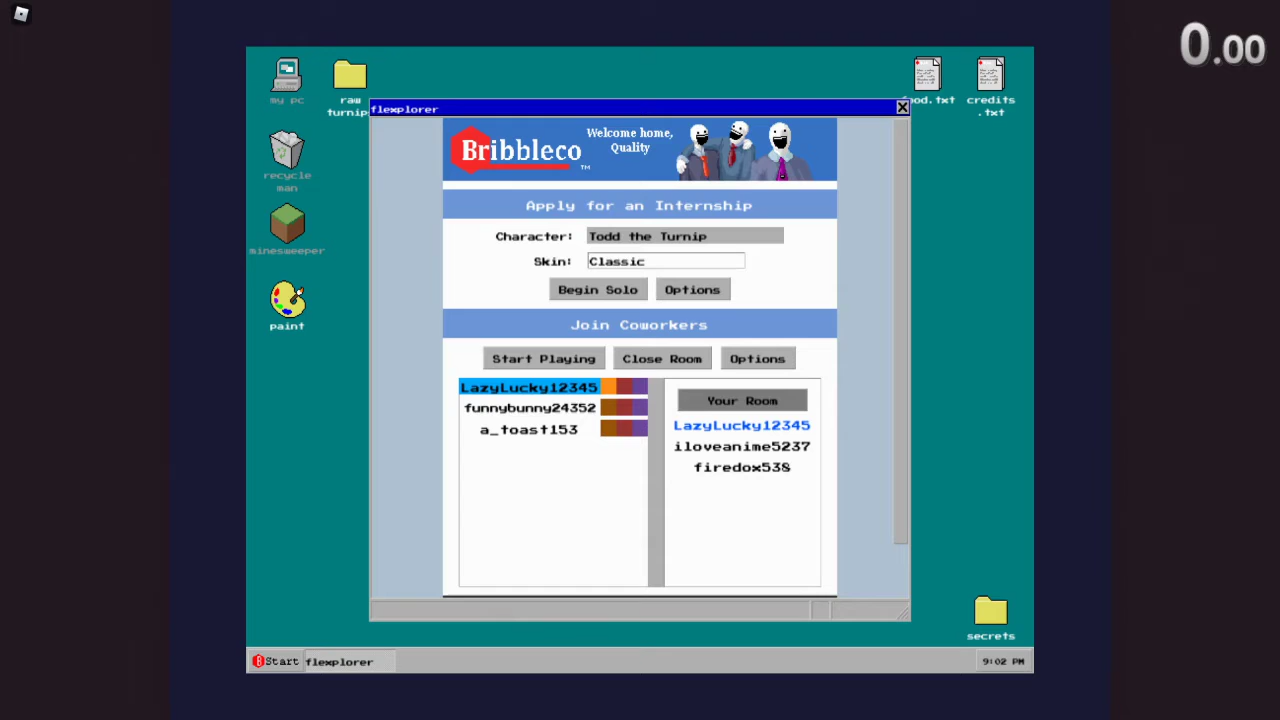 0.00
my pc
raw
turnip
food.txt
credits
.txt
flexplorer
Bribbleco
TM
Welcome home,
Quality
recycle
man
Apply for an Internship
Character: Todd the Turnip
Skin: Classic
minesweeper
Begin Solo Options
paint
Join Coworkers
Start Playing Close Room Options
LazyLucky12345
funnybunny24352
a_toast153
Your Room
LazyLucky12345
iloveanime5237
firedox538
secrets
B Start flexplorer
9:02 PM